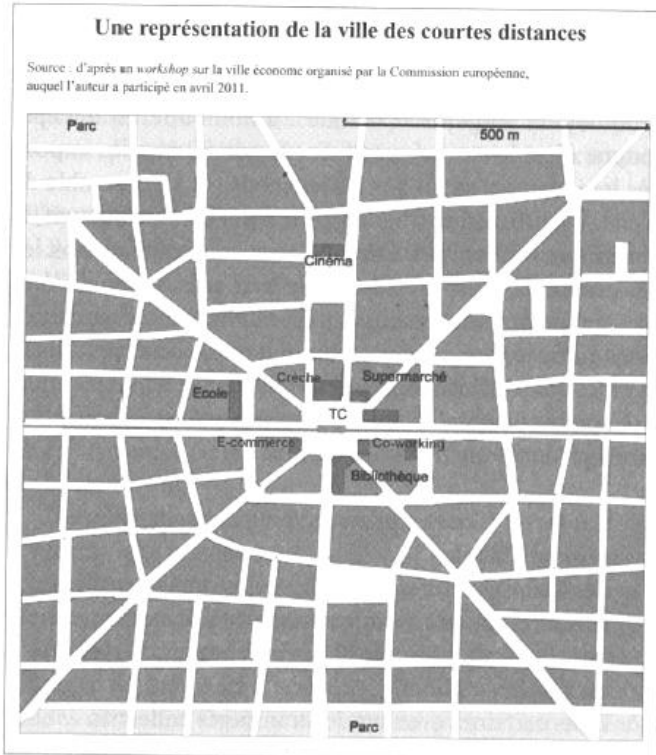 Une représentation de la ville des courtes distances
Source : d'après un workshop sur la ville économe organisé par la Commission européenne,
auquel l'auteur a participé en avril 2011.
Parc
500 m
Cinéma
Crèche
Supermarché
Ecole
TC
E-commerce
Co-working
Bibliothèque
Parc